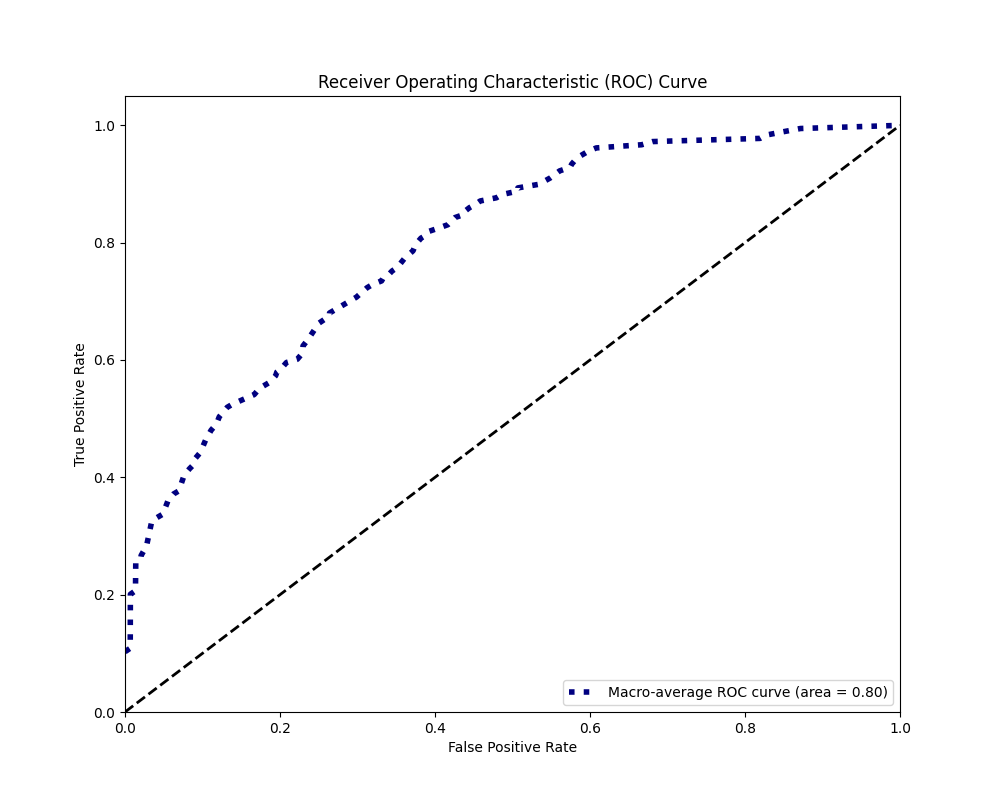 Receiver Operating Characteristic (ROC) Curve
1.0
0.8
0.6
0.4
0.2
0.0
True Positive Rate
0.0 0.2 0.4 0.6 0.8 1.0
False Positive Rate
Macro-average ROC curve (area = 0.80)